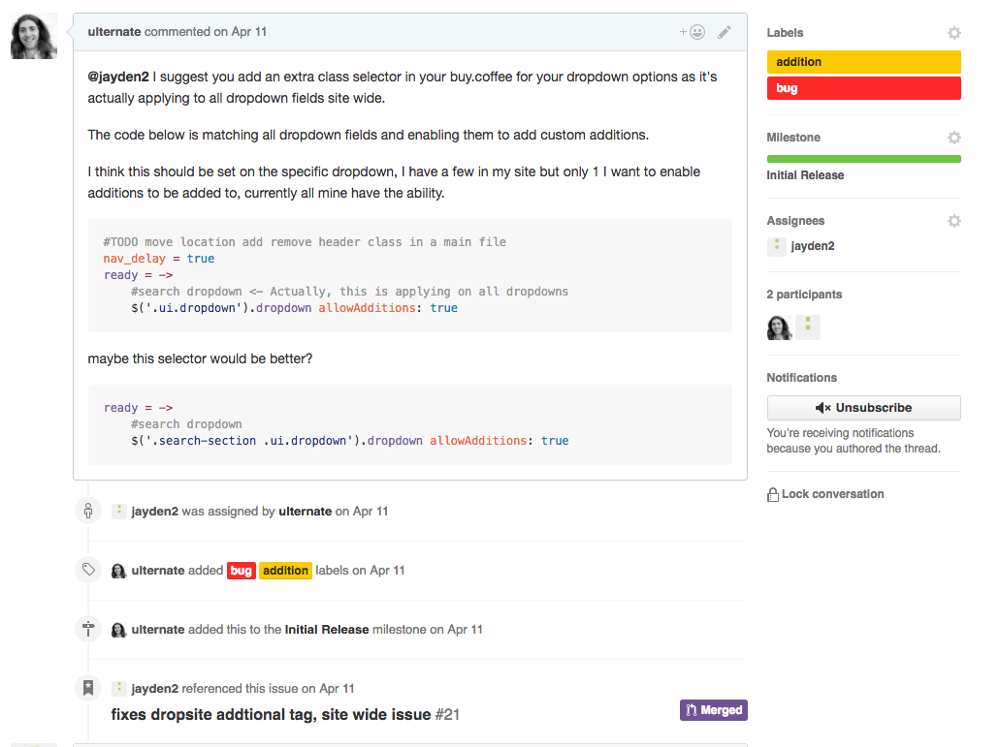 ulternate commented on Apr 11
@jayden2 I suggest you add an extra class selector in your buy.coffee for your dropdown options as it's
actually applying to all dropdown fields site wide.
The code below is matching all dropdown fields and enabling them to add custom additions.
I think this should be set on the specific dropdown, I have a few in my site but only 1 I want to enable
additions to be added to, currently all mine have the ability.
#TODO move location add remove header class in a main file
nav_delay = true
ready = ->
#search dropdown <- Actually, this is applying on all dropdowns
$('.ui.dropdown').dropdown allowAdditions: true
maybe this selector would be better?
ready = ->
#search dropdown
$('.search-section .ui.dropdown').dropdown allowAdditions: true
jayden2 was assigned by ulternate on Apr 11
ulternate added bug addition labels on Apr 11
ulternate added this to the Initial Release milestone on Apr 11
jayden2 referenced this issue on Apr 11
fixes dropsite addtional tag, site wide issue #21
Merged
Labels
addition
bug
Milestone
Initial Release
Assignees
jayden2
2 participants
Notifications
Unsubscribe
You're receiving notifications
because you authored the thread.
Lock conversation